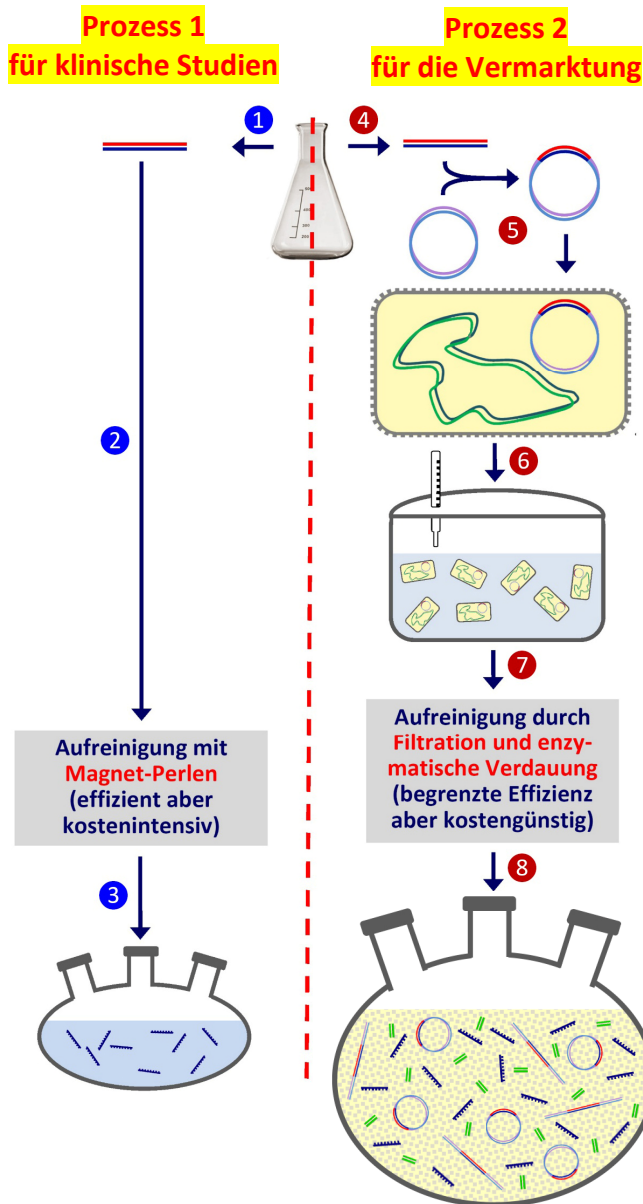 Prozess 1
für klinische Studien
Prozess 2
für die Vermarktung
1
4
5
2
6
7
Aufreinigung mit
Magnet-Perlen
(effizient aber
kostenintensiv)
Aufreinigung durch
Filtration und enzy-
matische Verdauung
(begrenzte Effizienz
aber kostengünstig)
3
8